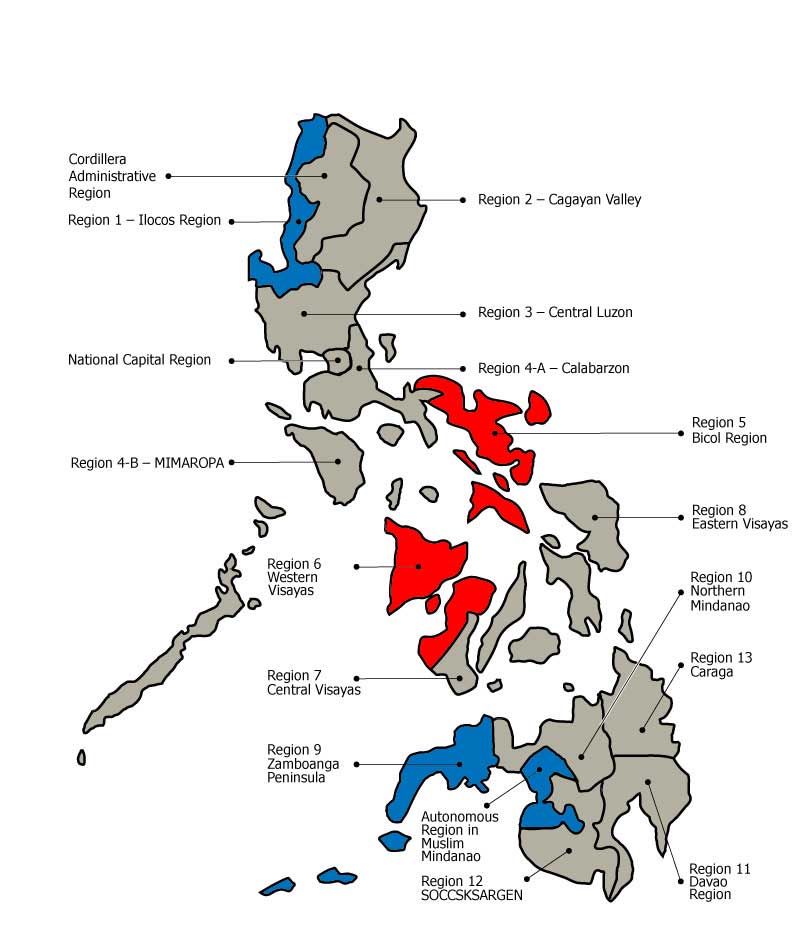 Cordillera
Administrative
Region
Region 1 – Ilocos Region
Region 2 – Cagayan Valley
Region 3 – Central Luzon
National Capital Region
Region 4-A – Calabarzon
Region 5
Bicol Region
Region 4-B – MIMAROPA
Region 8
Eastern Visayas
Region 6
Western
Visayas
Region 10
Northern
Mindanao
Region 7
Central Visayas
Region 13
Caraga
Region 9
Zamboanga
Peninsula
Autonomous
Region in
Muslim
Mindanao
Region 12
SOCCSKSARGEN
Region 11
Davao
Region